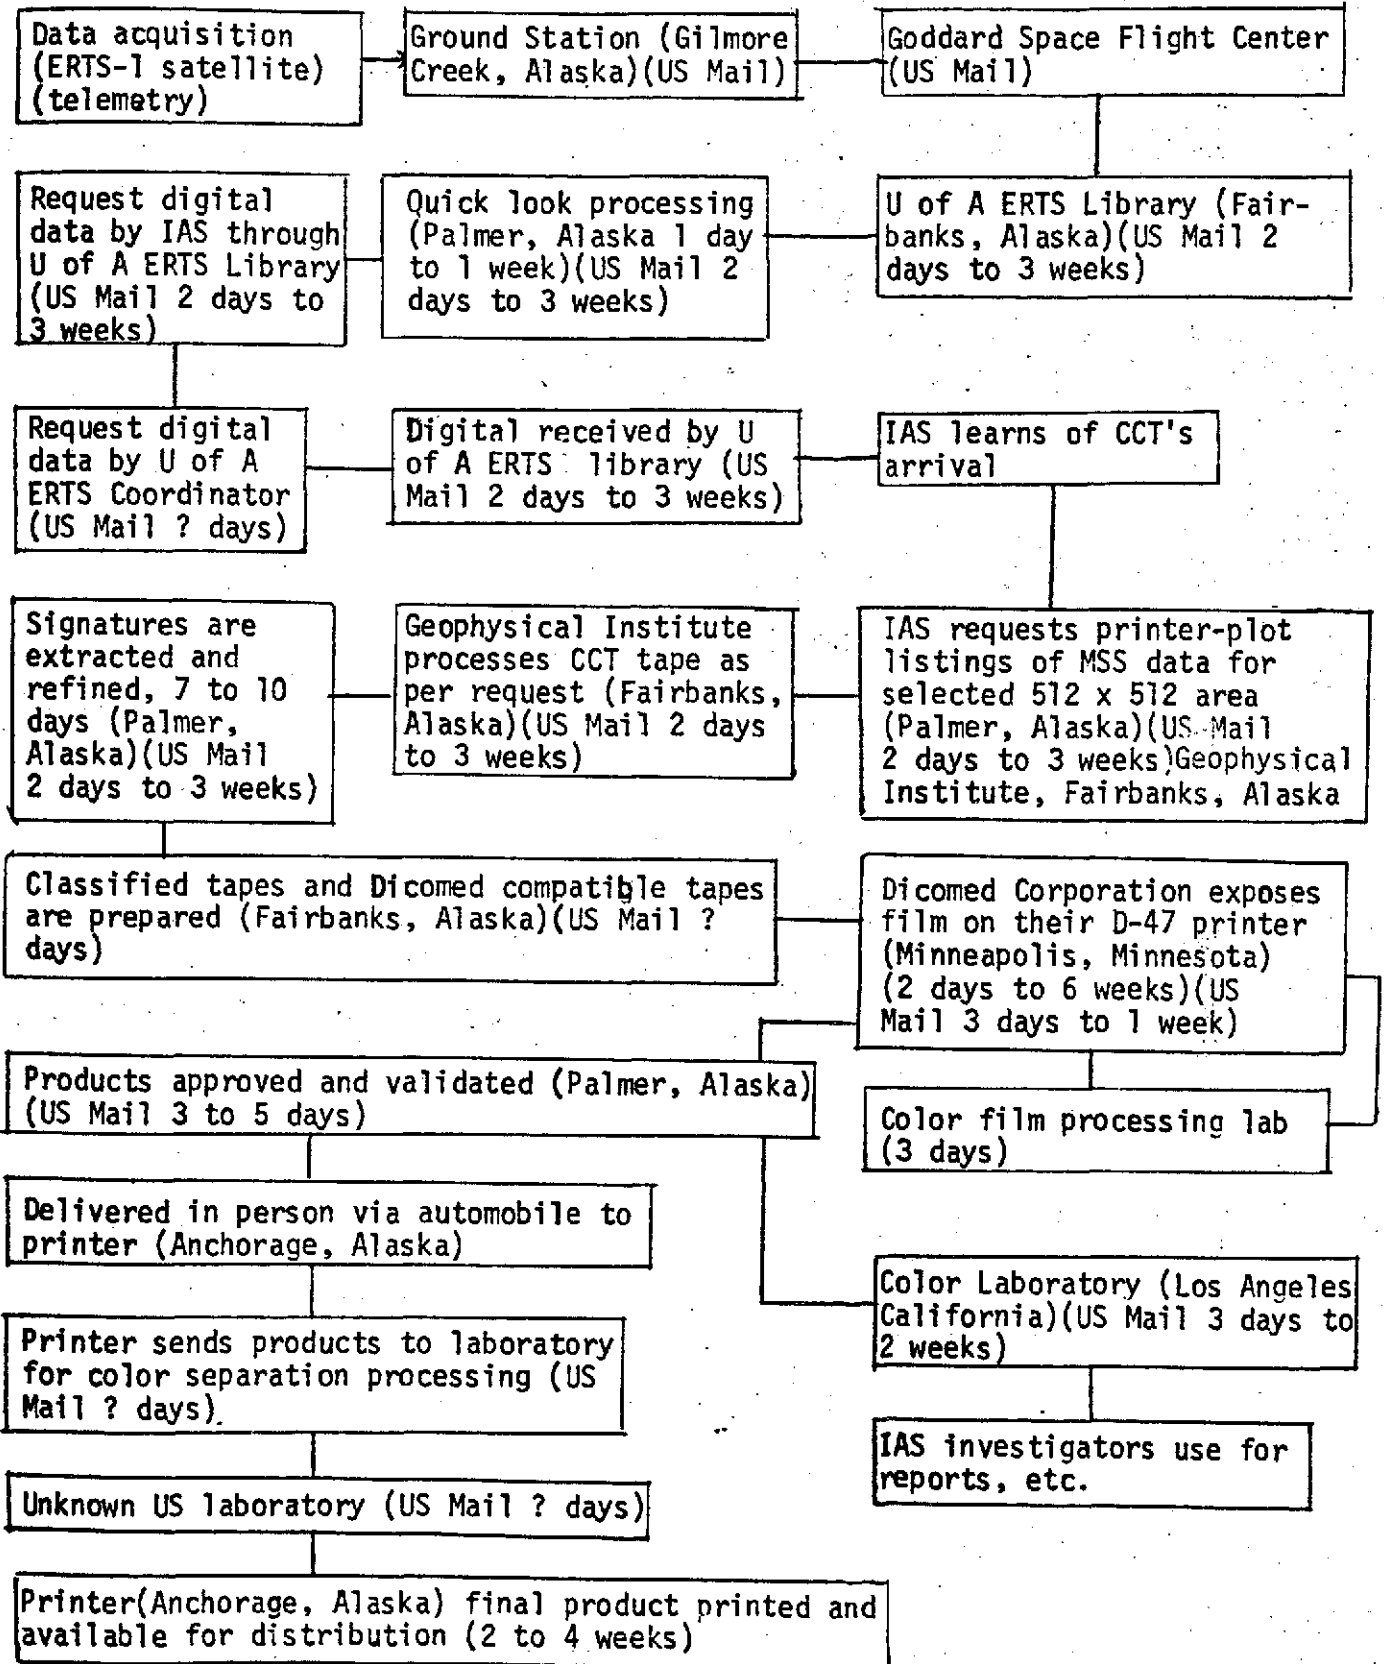 Data acquisition
(ERTS-1 satellite)
(telemetry)
Ground Station (Gilmore
Creek, Alaska)(US Mail)
Goddard Space Flight Center
(US Mail)
U of A ERTS Library (Fair-
banks, Alaska)(US Mail 2
days to 3 weeks)
Quick look processing
(Palmer, Alaska 1 day
to 1 week)(US Mail 2
days to 3 weeks)
Request digital
data by IAS through
U of A ERTS Library
(US Mail 2 days to
3 weeks)
Request digital
data by U of A
ERTS Coordinator
(US Mail ? days)
Digital received by U
of A ERTS library (US
Mail 2 days to 3 weeks)
IAS learns of CCT's
arrival
IAS requests printer-plot
listings of MSS data for
selected 512 x 512 area
(Palmer, Alaska)(US Mail
2 days to 3 weeks)Geophysical
Institute, Fairbanks, Alaska
Geophysical Institute
processes CCT tape as
per request (Fairbanks,
Alaska)(US Mail 2 days
to 3 weeks)
Signatures are
extracted and
refined, 7 to 10
days (Palmer,
Alaska)(US Mail
2 days to 3 weeks)
Classified tapes and Dicomed compatible tapes
are prepared (Fairbanks, Alaska)(US Mail ?
days)
Dicomed Corporation exposes
film on their D-47 printer
(Minneapolis, Minnesota)
(2 days to 6 weeks)(US
Mail 3 days to 1 week)
Color film processing lab
(3 days)
Products approved and validated (Palmer, Alaska)
(US Mail 3 to 5 days)
Delivered in person via automobile to
printer (Anchorage, Alaska)
Printer sends products to laboratory
for color separation processing (US
Mail ? days)
Unknown US laboratory (US Mail ? days)
Printer(Anchorage, Alaska) final product printed and
available for distribution (2 to 4 weeks)
Color Laboratory (Los Angeles
California)(US Mail 3 days to
2 weeks)
IAS investigators use for
reports, etc.